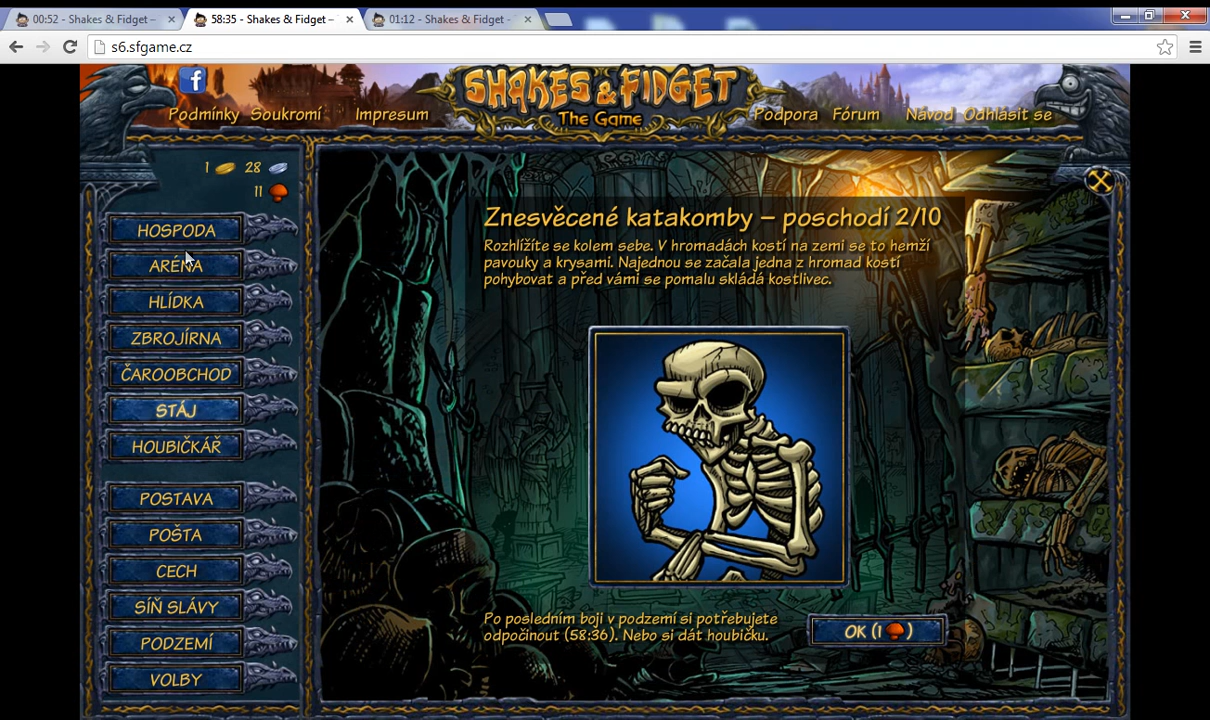 00:52 - Shakes & Fidget –
58:35 - Shakes & Fidget –
01:12 - Shakes & Fidget -
s6.sfgame.cz
f
SHAKES & FIDGET
The Game
Podmínky Soukromí Impresum
Podpora Fórum Návod Odhlásit se
1 28
11
HOSPODA
ARÉNA
HLÍDKA
ZBROJÍRNA
ČAROOBCHOD
STÁJ
HOUBIČKÁŘ
POSTAVA
POŠTA
CECH
SÍŇ SLÁVY
PODZEMÍ
VOLBY
Znesvěcené katakomby – poschodí 2/10
Rozhlížíte se kolem sebe. V hromadách kostí na zemi se to hemží
pavouky a krysami. Najednou se začala jedna z hromad kostí
pohybovat a před vámi se pomalu skládá kostlivec.
Po posledním boji v podzemí si potřebujete
odpočinout (58:36). Nebo si dát houbičku.
OK (1 )